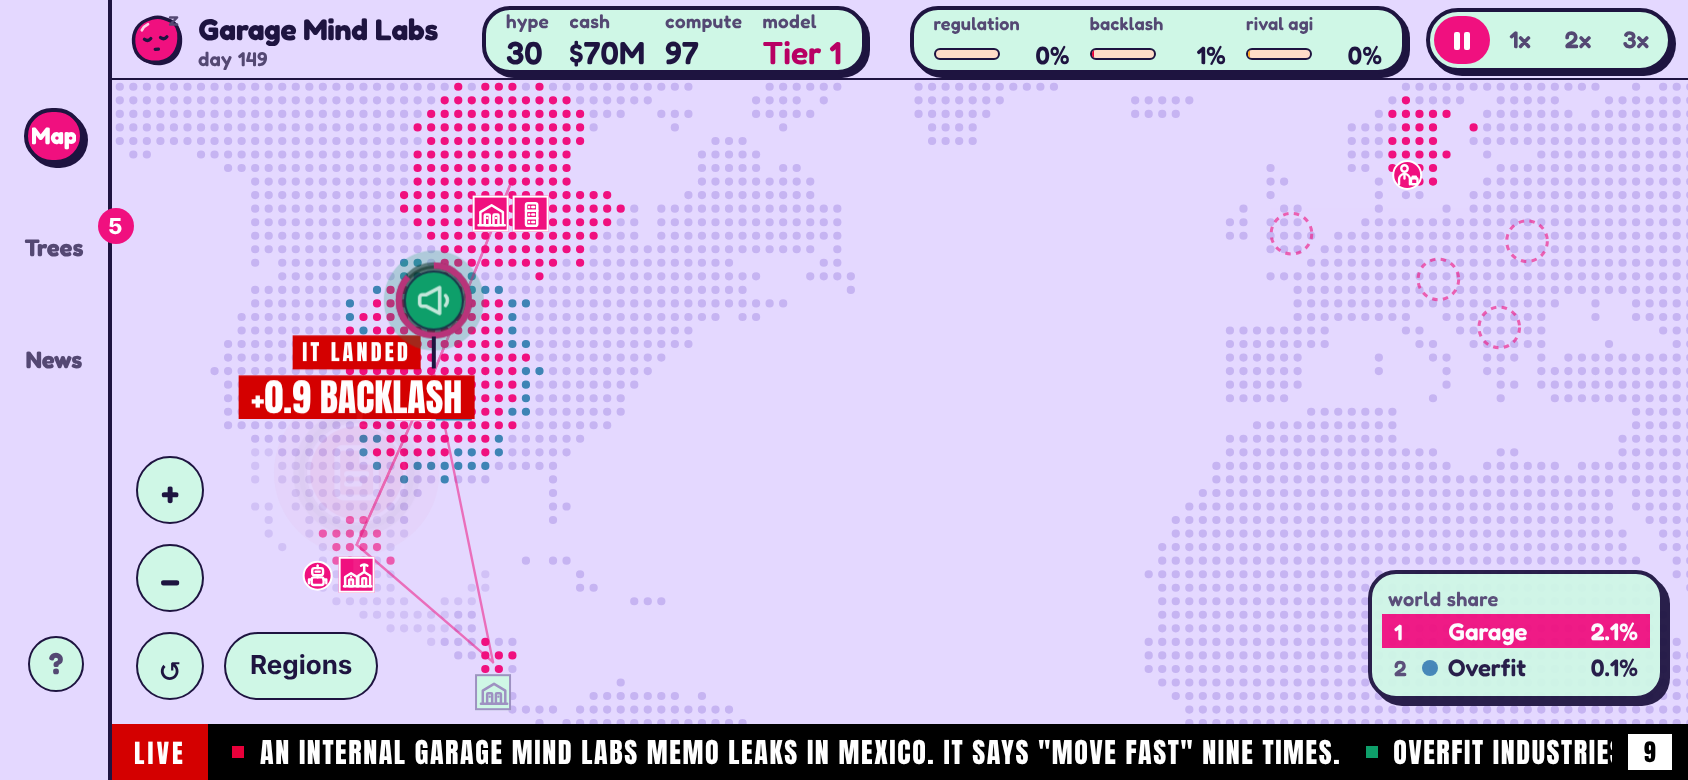 Garage Mind Labs
day 149
hype cash compute model
30 $70M 97 Tier 1
regulation backlash rival agi
0% 1% 0%
1x 2x 3x
Map
5
Trees
News
IT LANDED
+0.9 BACKLASH
+
−
?
↺ Regions
world share
1 Garage 2.1%
2 Overfit 0.1%
LIVE AN INTERNAL GARAGE MIND LABS MEMO LEAKS IN MEXICO. IT SAYS "MOVE FAST" NINE TIMES. OVERFIT INDUSTRIES 9